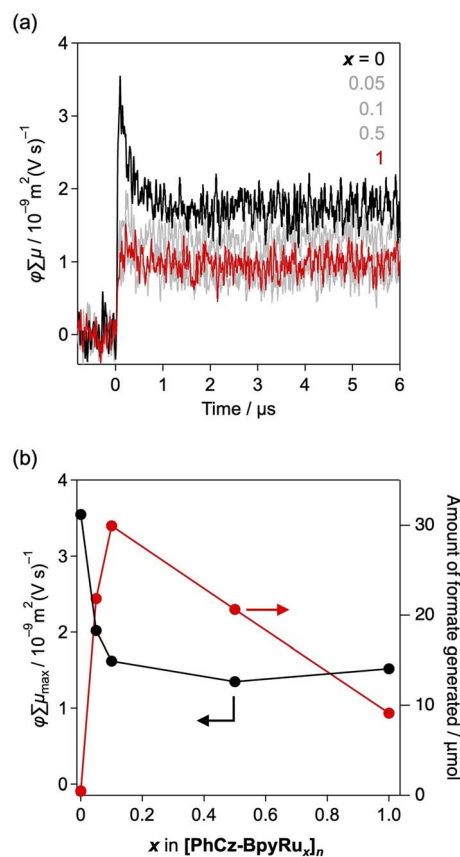 (a)
4
3
2
1
0
φ∑μ / 10⁻⁹ m² (V s)⁻¹
x = 0
0.05
0.1
0.5
1
0 1 2 3 4 5 6
Time / μs
(b)
4
3
2
1
0
φ∑μmax / 10⁻⁹ m² (V s)⁻¹
30
20
10
0
Amount of formate generated / μmol
0 0.2 0.4 0.6 0.8 1.0
x in [PhCz-BpyRuₓ]ₙ